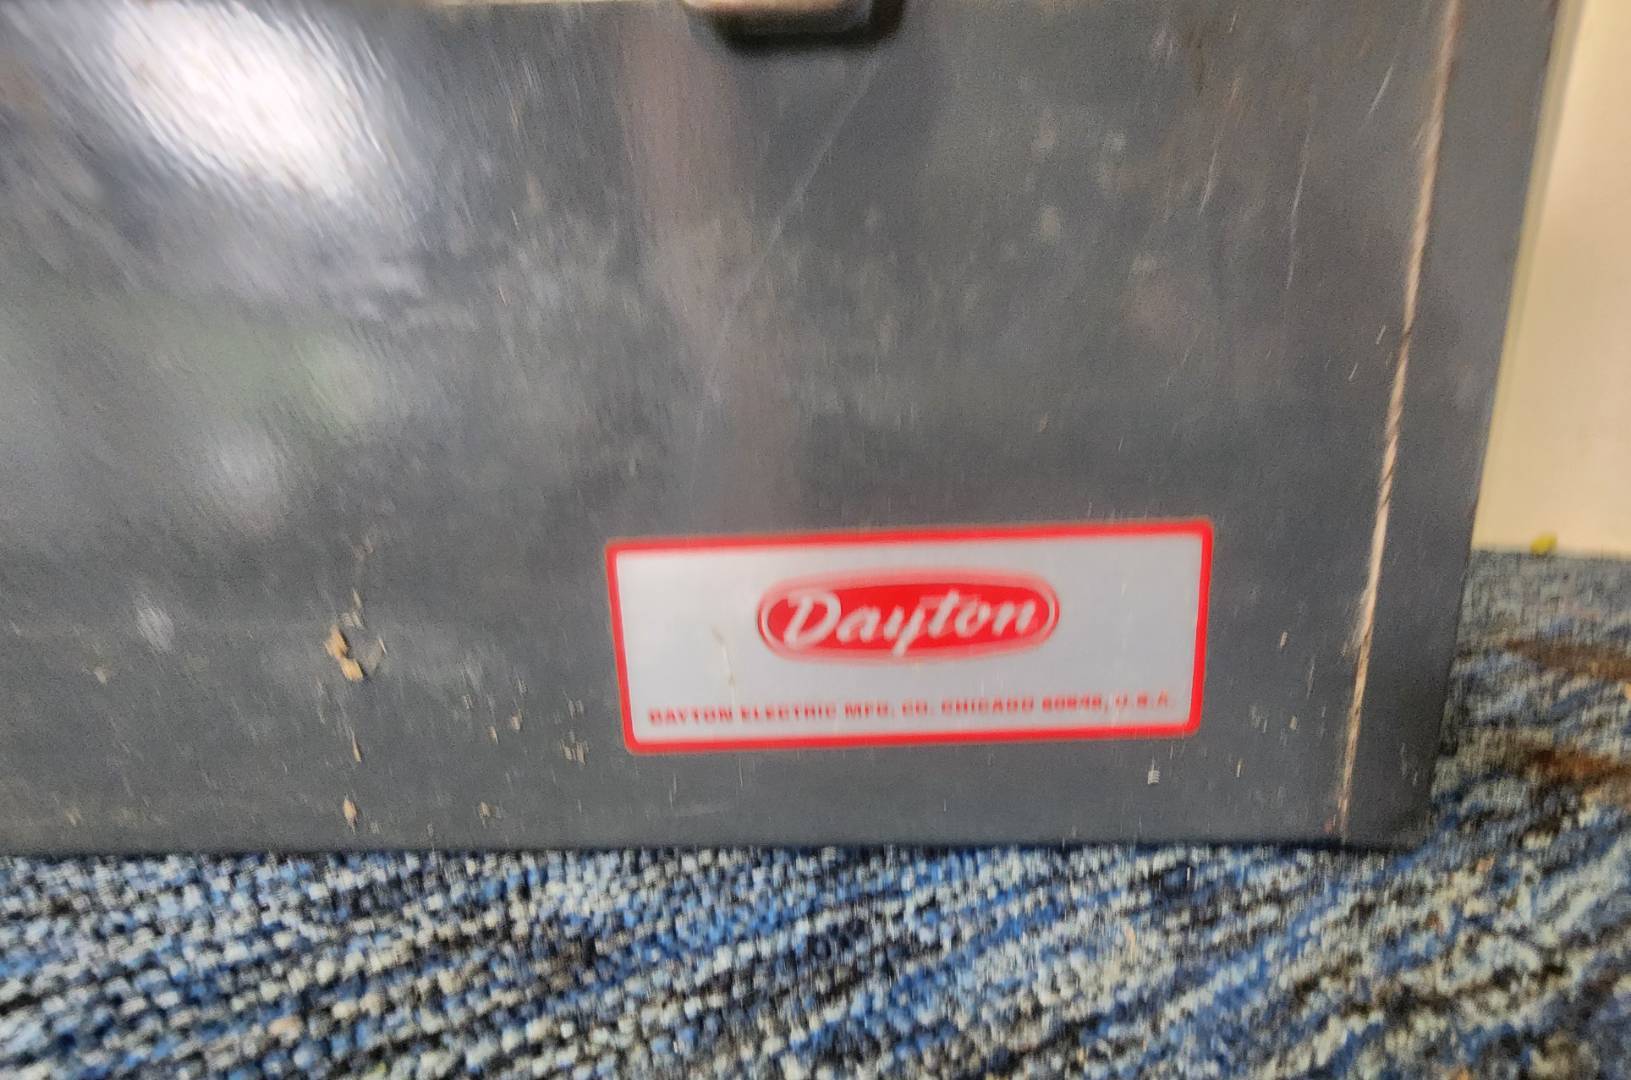 Dayton
DAYTON ELECTRIC MFG. CO. CHICAGO 60648, U.S.A.